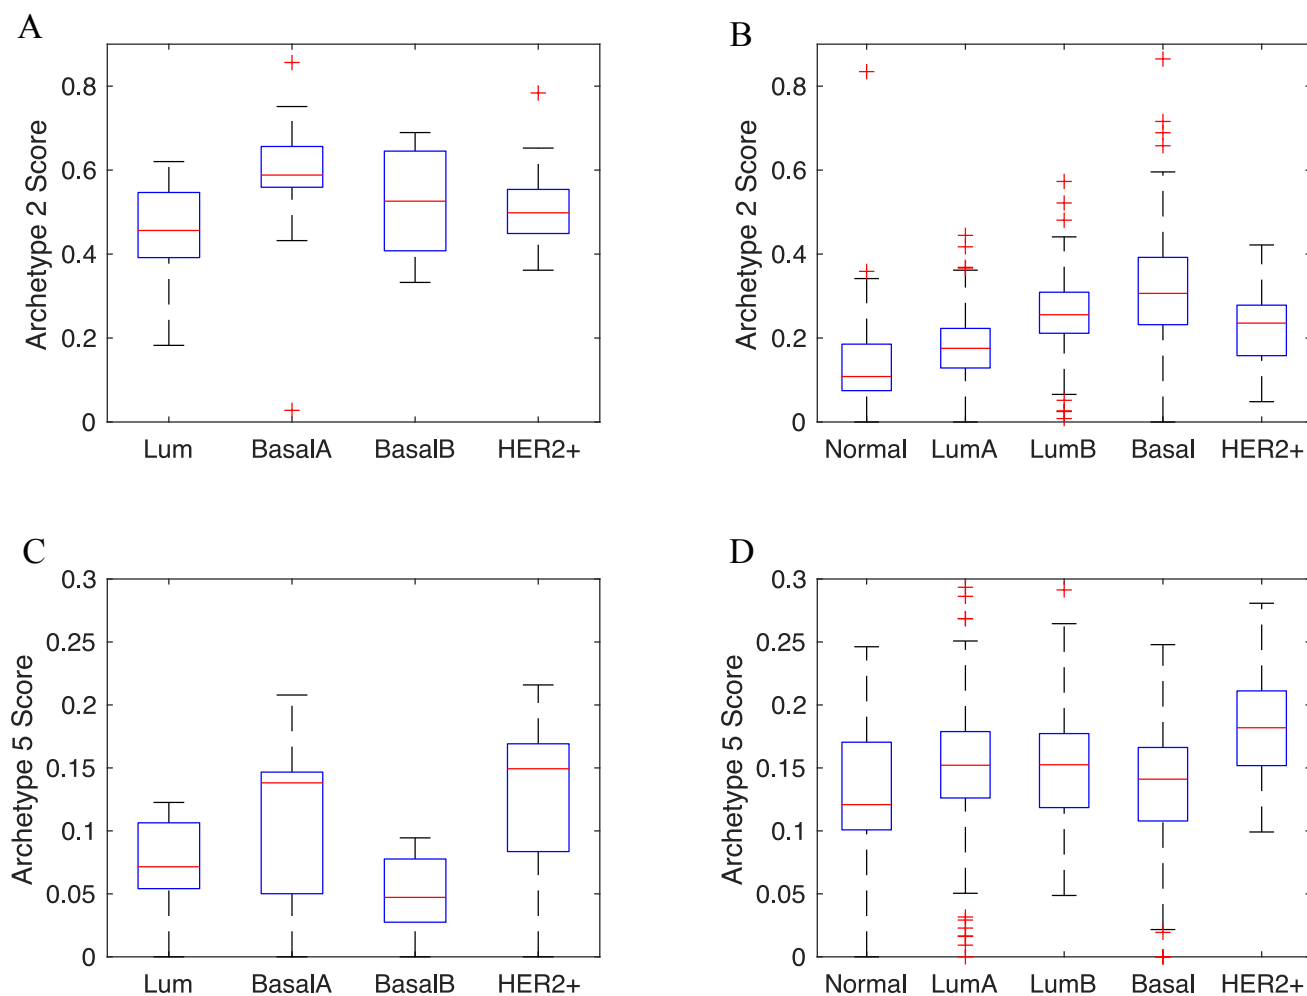 A
Archetype 2 Score
0.8
0.6
0.4
0.2
0
Lum BasalA BasalB HER2+
B
Archetype 2 Score
0.8
0.6
0.4
0.2
0
Normal LumA LumB Basal HER2+
C
Archetype 5 Score
0.3
0.25
0.2
0.15
0.1
0.05
0
Lum BasalA BasalB HER2+
D
Archetype 5 Score
0.3
0.25
0.2
0.15
0.1
0.05
0
Normal LumA LumB Basal HER2+